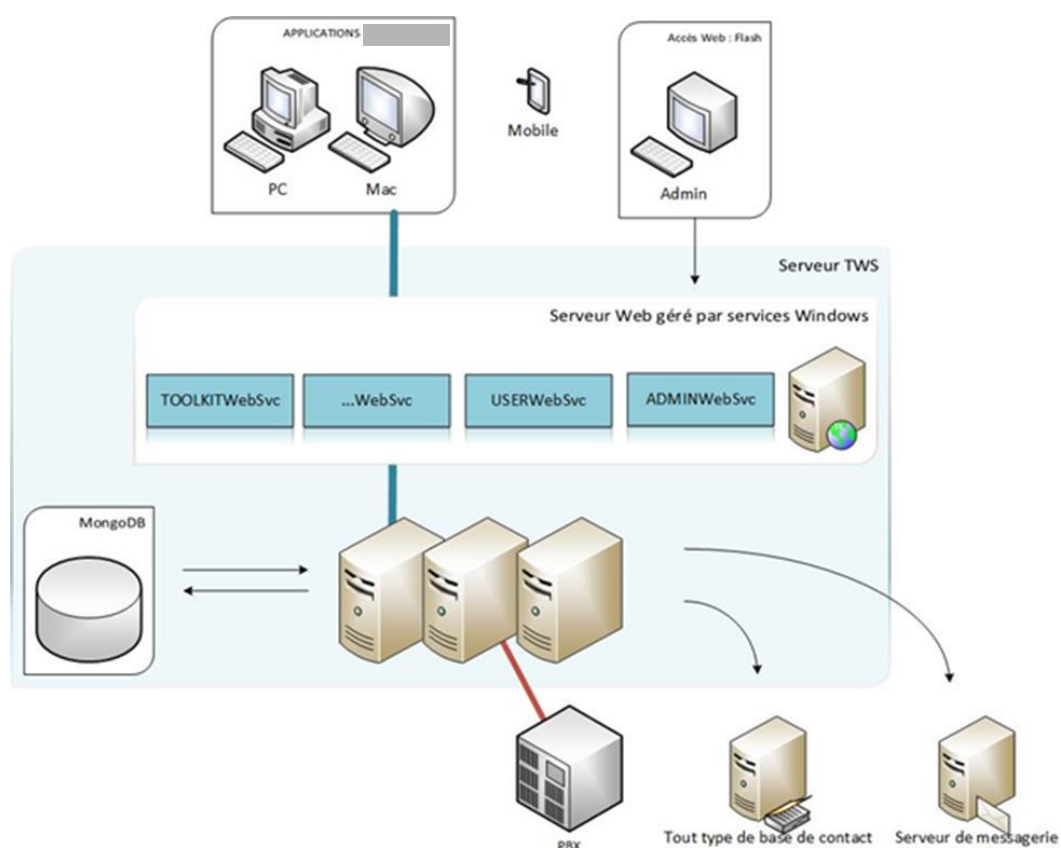 APPLICATIONS
Accès Web : Flash
PC
Mac
Mobile
Admin
Serveur TWS
Serveur Web géré par services Windows
TOOLKITWebSvc
...WebSvc
USERWebSvc
ADMINWebSvc
MongoDB
PBX
Tout type de base de contact
Serveur de messagerie